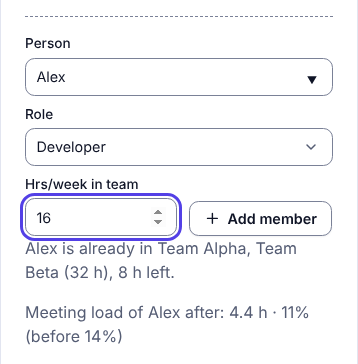 Person
Alex
Role
Developer
Hrs/week in team
16
+ Add member
Alex is already in Team Alpha, Team
Beta (32 h), 8 h left.
Meeting load of Alex after: 4.4 h · 11%
(before 14%)